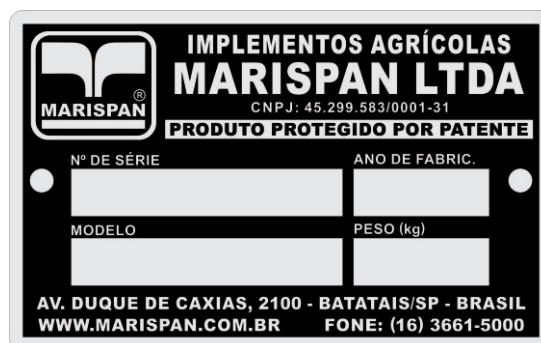 IMPLEMENTOS AGRÍCOLAS
MARISPAN LTDA
MARISPAN ®
CNPJ: 45.299.583/0001-31
PRODUTO PROTEGIDO POR PATENTE
Nº DE SÉRIE ANO DE FABRIC.
MODELO PESO (kg)
AV. DUQUE DE CAXIAS, 2100 - BATATAIS/SP - BRASIL
WWW.MARISPAN.COM.BR FONE: (16) 3661-5000